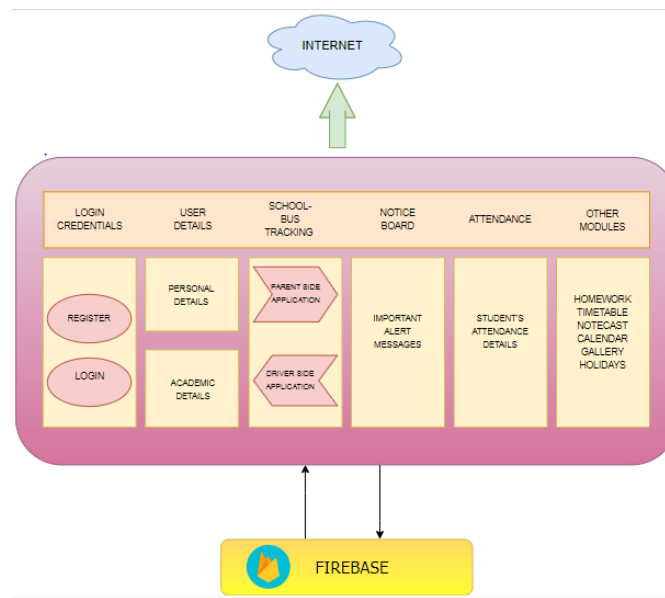 INTERNET
LOGIN
CREDENTIALS
USER
DETAILS
SCHOOL-
BUS
TRACKING
NOTICE
BOARD
ATTENDANCE
OTHER
MODULES
REGISTER
LOGIN
PERSONAL
DETAILS
ACADEMIC
DETAILS
PARENT SIDE
APPLICATION
DRIVER SIDE
APPLICATION
IMPORTANT
ALERT
MESSAGES
STUDENT'S
ATTENDANCE
DETAILS
HOMEWORK
TIMETABLE
NOTECAST
CALENDAR
GALLERY
HOLIDAYS
FIREBASE